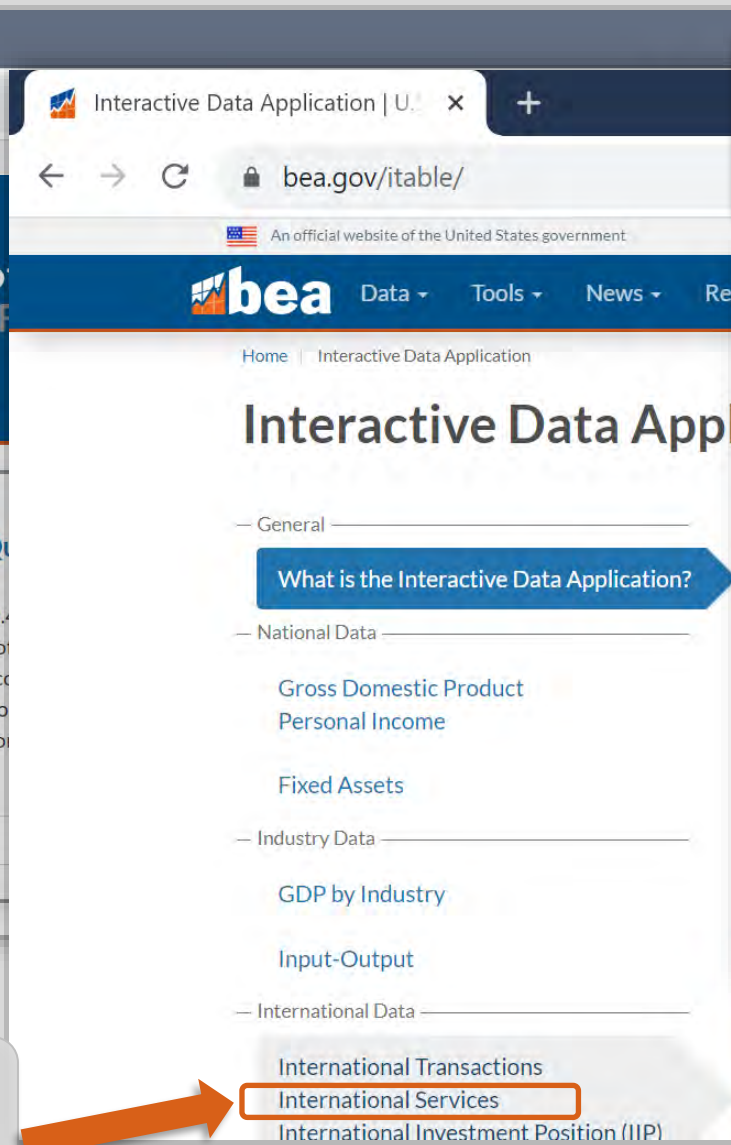 Interactive Data Application | U.
bea.gov/itable/
An official website of the United States government
bea Data Tools News Re
Home | Interactive Data Application
Interactive Data Appl
General
What is the Interactive Data Application?
National Data
Gross Domestic Product
Personal Income
Fixed Assets
Industry Data
GDP by Industry
Input-Output
International Data
International Transactions
International Services
International Investment Position (IIP)